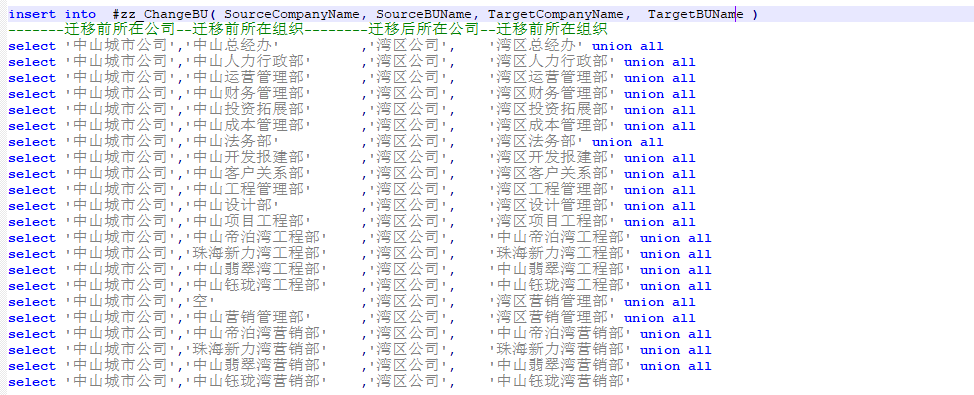 insert into  #zz_ChangeBU( SourceCompanyName, SourceBUName, TargetCompanyName,  TargetBUName )
-------迁移前所在公司--迁移前所在组织--------迁移后所在公司--迁移前所在组织
select '中山城市公司','中山总经办'          ,'湾区公司',    '湾区总经办' union all
select '中山城市公司','中山人力行政部'      ,'湾区公司',    '湾区人力行政部' union all
select '中山城市公司','中山运营管理部'      ,'湾区公司',    '湾区运营管理部' union all
select '中山城市公司','中山财务管理部'      ,'湾区公司',    '湾区财务管理部' union all
select '中山城市公司','中山投资拓展部'      ,'湾区公司',    '湾区投资拓展部' union all
select '中山城市公司','中山成本管理部'      ,'湾区公司',    '湾区成本管理部' union all
select '中山城市公司','中山法务部'          ,'湾区公司',    '湾区法务部' union all
select '中山城市公司','中山开发报建部'      ,'湾区公司',    '湾区开发报建部' union all
select '中山城市公司','中山客户关系部'      ,'湾区公司',    '湾区客户关系部' union all
select '中山城市公司','中山工程管理部'      ,'湾区公司',    '湾区工程管理部' union all
select '中山城市公司','中山设计部'          ,'湾区公司',    '湾区设计管理部' union all
select '中山城市公司','中山项目工程部'      ,'湾区公司',    '湾区项目工程部' union all
select '中山城市公司','中山帝泊湾工程部'    ,'湾区公司',    '中山帝泊湾工程部' union all
select '中山城市公司','珠海新力湾工程部'    ,'湾区公司',    '珠海新力湾工程部' union all
select '中山城市公司','中山翡翠湾工程部'    ,'湾区公司',    '中山翡翠湾工程部' union all
select '中山城市公司','中山钰珑湾工程部'    ,'湾区公司',    '中山钰珑湾工程部' union all
select '中山城市公司','空'                  ,'湾区公司',    '湾区营销管理部' union all
select '中山城市公司','中山营销管理部'      ,'湾区公司',    '湾区营销管理部' union all
select '中山城市公司','中山帝泊湾营销部'    ,'湾区公司',    '中山帝泊湾营销部' union all
select '中山城市公司','珠海新力湾营销部'    ,'湾区公司',    '珠海新力湾营销部' union all
select '中山城市公司','中山翡翠湾营销部'    ,'湾区公司',    '中山翡翠湾营销部' union all
select '中山城市公司','中山钰珑湾营销部'    ,'湾区公司',    '中山钰珑湾营销部'